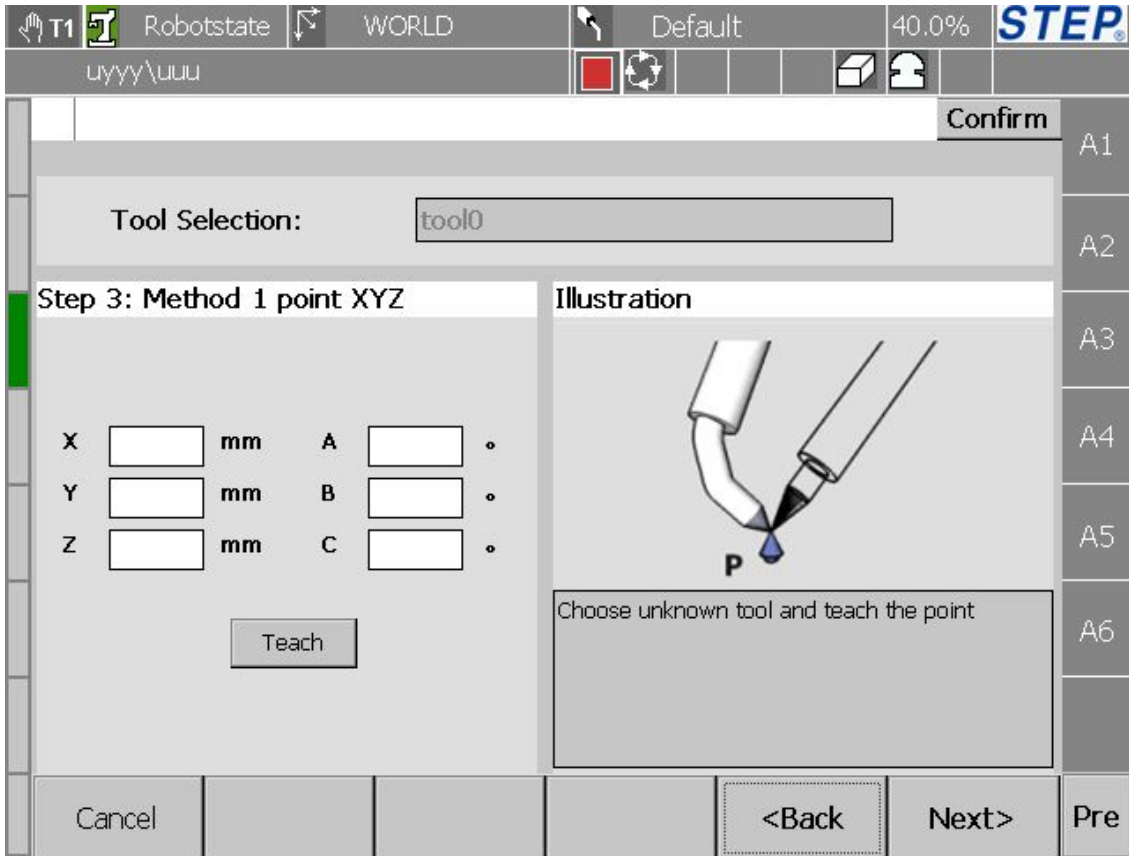 T1 Robotstate WORLD Default 40.0% STEP®
uyyy\uuu
Confirm
A1
Tool Selection: tool0
A2
Step 3: Method 1 point XYZ
Illustration
A3
X mm A °
A4
Y mm B °
Z mm C °
A5
P
Choose unknown tool and teach the point
Teach
A6
Cancel <Back Next> Pre